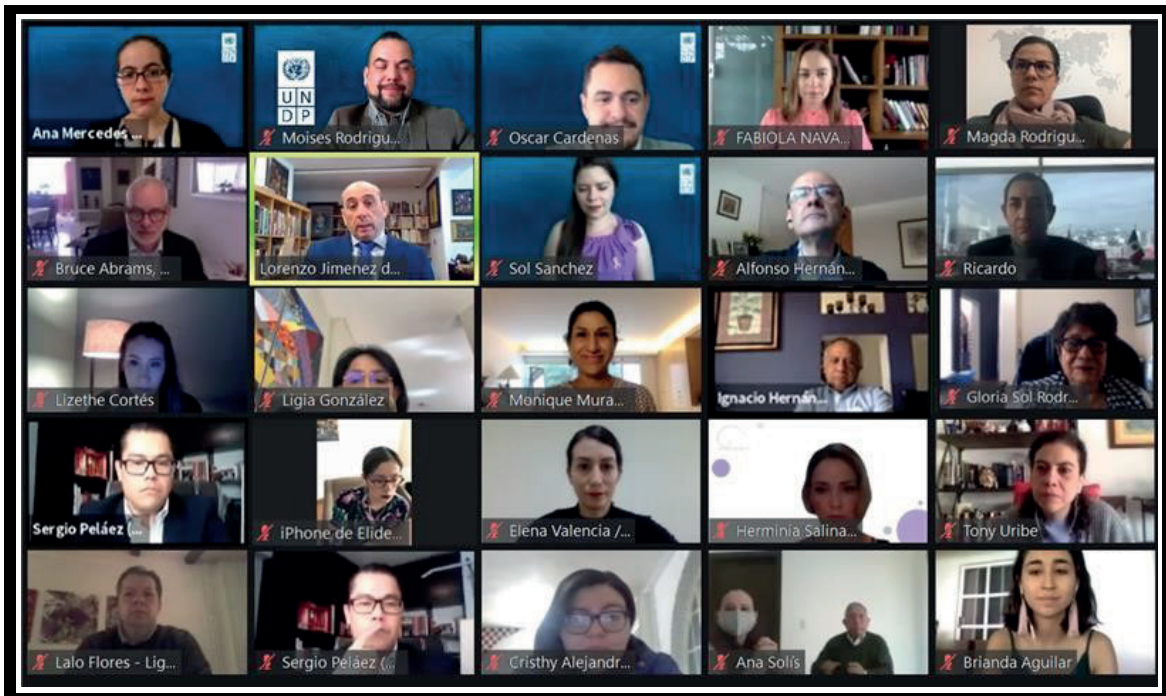 Ana Mercedes ...
UN
DP
Moises Rodrigu...
Oscar Cardenas
FABIOLA NAVA...
Magda Rodrigu...
Bruce Abrams, ...
Lorenzo Jimenez d...
Sol Sanchez
Alfonso Hernán...
Ricardo
Lizethe Cortés
Ligia González
Monique Mura...
Ignacio Hernán...
Gloria Sol Rodr...
Sergio Peláez (...
iPhone de Elide...
Elena Valencia /...
Herminia Salina...
Tony Uribe
Lalo Flores - Lig...
Sergio Peláez (...
Cristhy Alejandr...
Ana Solís
Brianda Aguilar